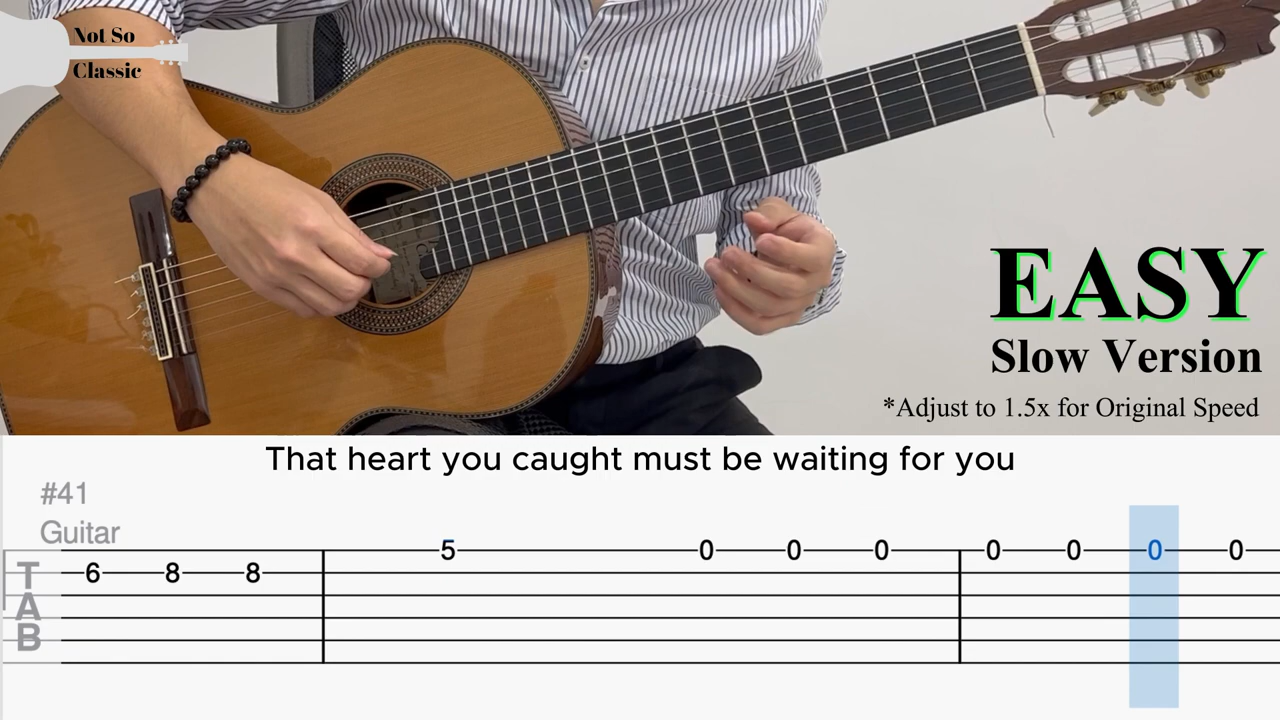 Not So
Classic
EASY
Slow Version
*Adjust to 1.5x for Original Speed
That heart you caught must be waiting for you
#41
Guitar
5 0 0 0 0 0 0 0
6 8 8
T
A
B